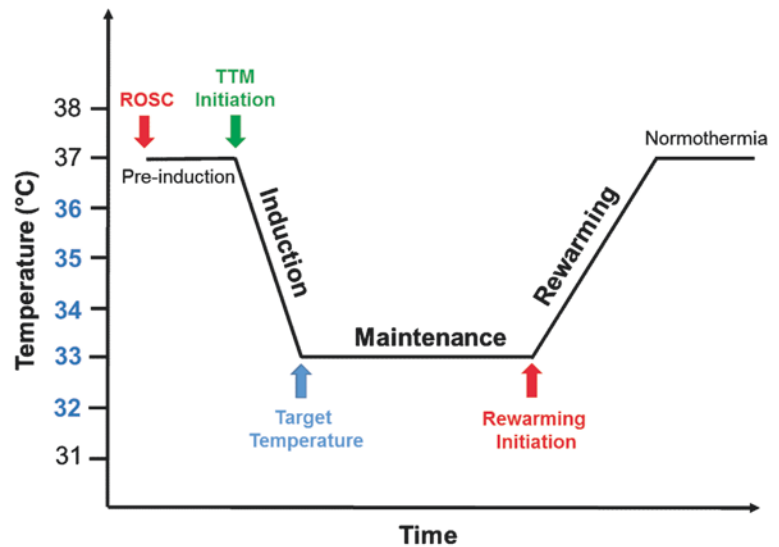 ROSC
TTM
Initiation
38
37
36
35
34
33
32
31
Temperature (°C)
Pre-induction
Induction
Maintenance
Rewarming
Normothermia
Target
Temperature
Rewarming
Initiation
Time